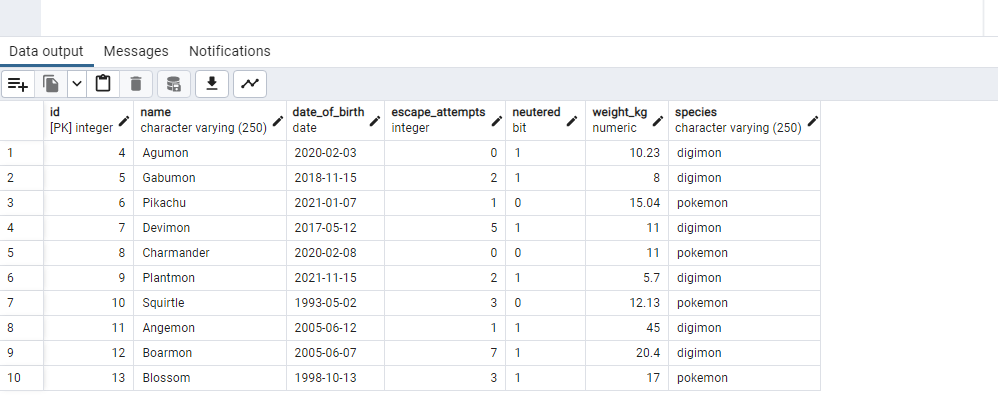 Data output Messages Notifications
id name date_of_birth escape_attempts neutered weight_kg species
[PK] integer character varying (250) date integer bit numeric character varying (250)
1 4 Agumon 2020-02-03 0 1 10.23 digimon
2 5 Gabumon 2018-11-15 2 1 8 digimon
3 6 Pikachu 2021-01-07 1 0 15.04 pokemon
4 7 Devimon 2017-05-12 5 1 11 digimon
5 8 Charmander 2020-02-08 0 0 11 pokemon
6 9 Plantmon 2021-11-15 2 1 5.7 digimon
7 10 Squirtle 1993-05-02 3 0 12.13 pokemon
8 11 Angemon 2005-06-12 1 1 45 digimon
9 12 Boarmon 2005-06-07 7 1 20.4 digimon
10 13 Blossom 1998-10-13 3 1 17 pokemon